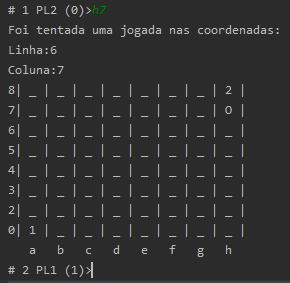 # 1 PL2 (0)>h7
Foi tentada uma jogada nas coordenadas:
Linha:6
Coluna:7
8| _ | _ | _ | _ | _ | _ | _ | 2
7| _ | _ | _ | _ | _ | _ | _ | 0
6| _ | _ | _ | _ | _ | _ | _ | _ |
5| _ | _ | _ | _ | _ | _ | _ | _ |
4| _ | _ | _ | _ | _ | _ | _ | _ |
3| _ | _ | _ | _ | _ | _ | _ | _ |
2| _ | _ | _ | _ | _ | _ | _ | _ |
0| 1 | _ | _ | _ | _ | _ | _ | _ |
a b c d e f g h
# 2 PL1 (1)>